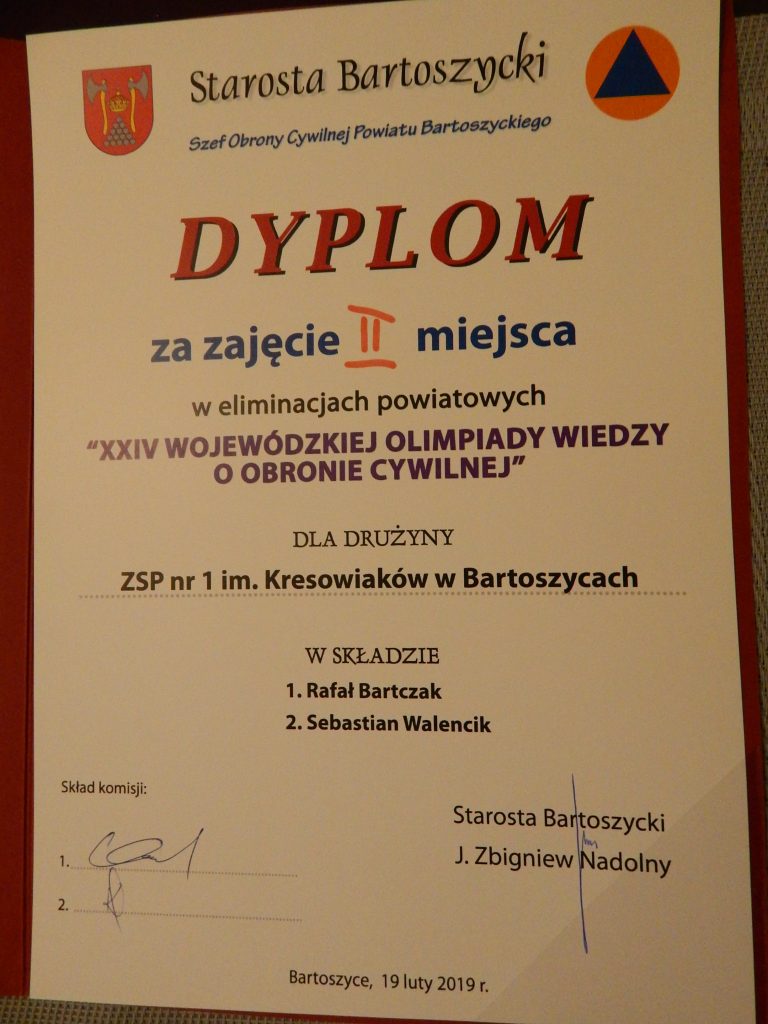 Starosta Bartoszycki
Szef Obrony Cywilnej Powiatu Bartoszyckiego
DYPLOM
za zajęcie II miejsca
w eliminacjach powiatowych
“XXIV WOJEWÓDZKIEJ OLIMPIADY WIEDZY
O OBRONIE CYWILNEJ”
DLA DRUŻYNY
ZSP nr 1 im. Kresowiaków w Bartoszycach
W SKŁADZIE
1. Rafał Bartczak
2. Sebastian Walencik
Skład komisji:
1.
2.
Starosta Bartoszycki
J. Zbigniew Nadolny
Bartoszyce, 19 luty 2019 r.